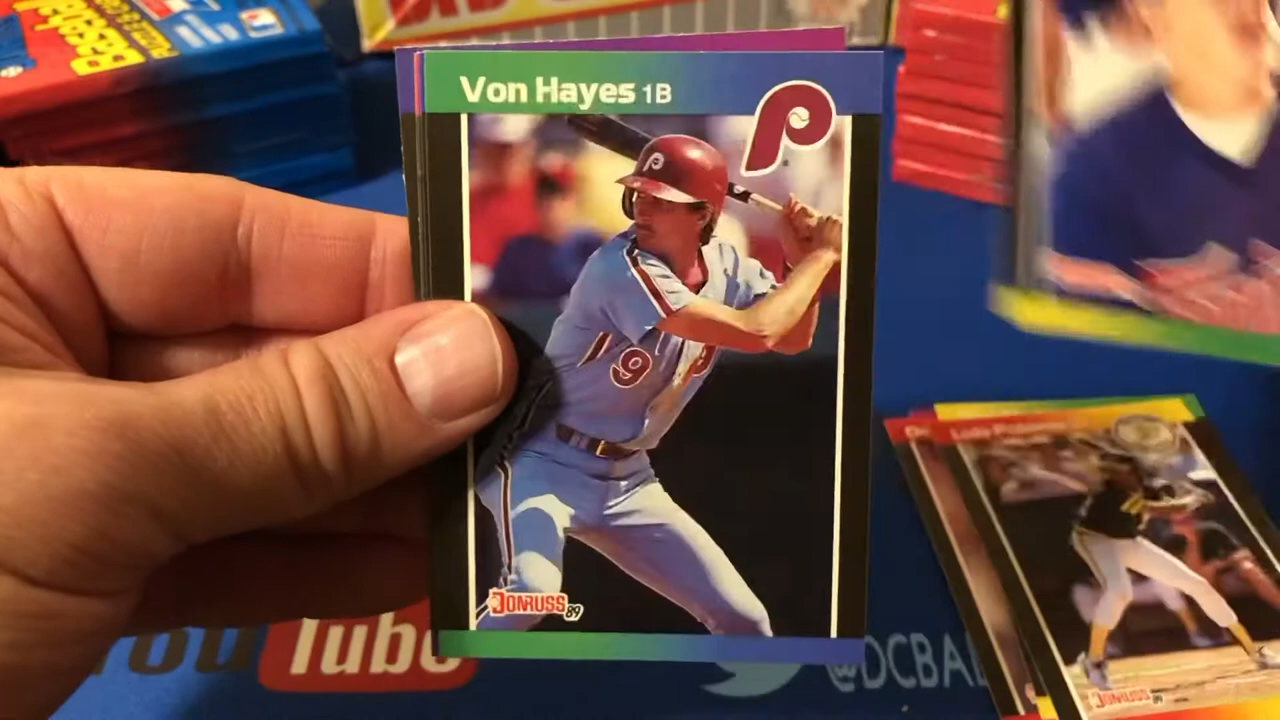 Baseball
Von Hayes 1B
P
P
9
P
DONRUSS 89
YouTube
@DCBA
DONRUSS 89